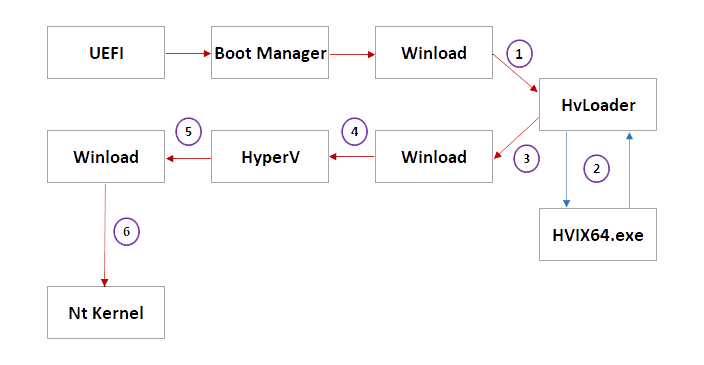 UEFI
Boot Manager
Winload
1
HvLoader
5
4
Winload
HyperV
Winload
3
2
6
HVIX64.exe
Nt Kernel